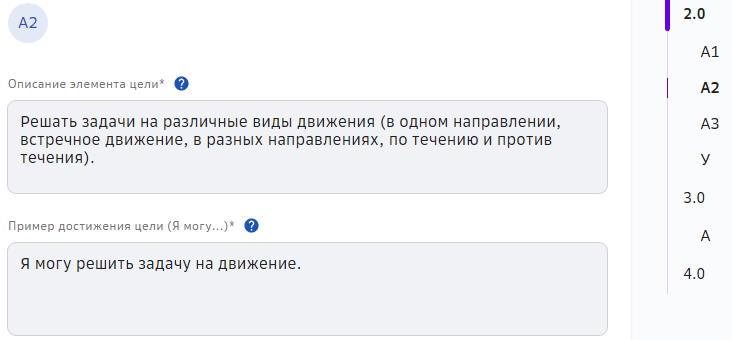 А2
Описание элемента цели*
Решать задачи на различные виды движения (в одном направлении,
встречное движение, в разных направлениях, по течению и против
течения).
Пример достижения цели (Я могу...)*
Я могу решить задачу на движение.
2.0
А1
А2
А3
У
3.0
А
4.0